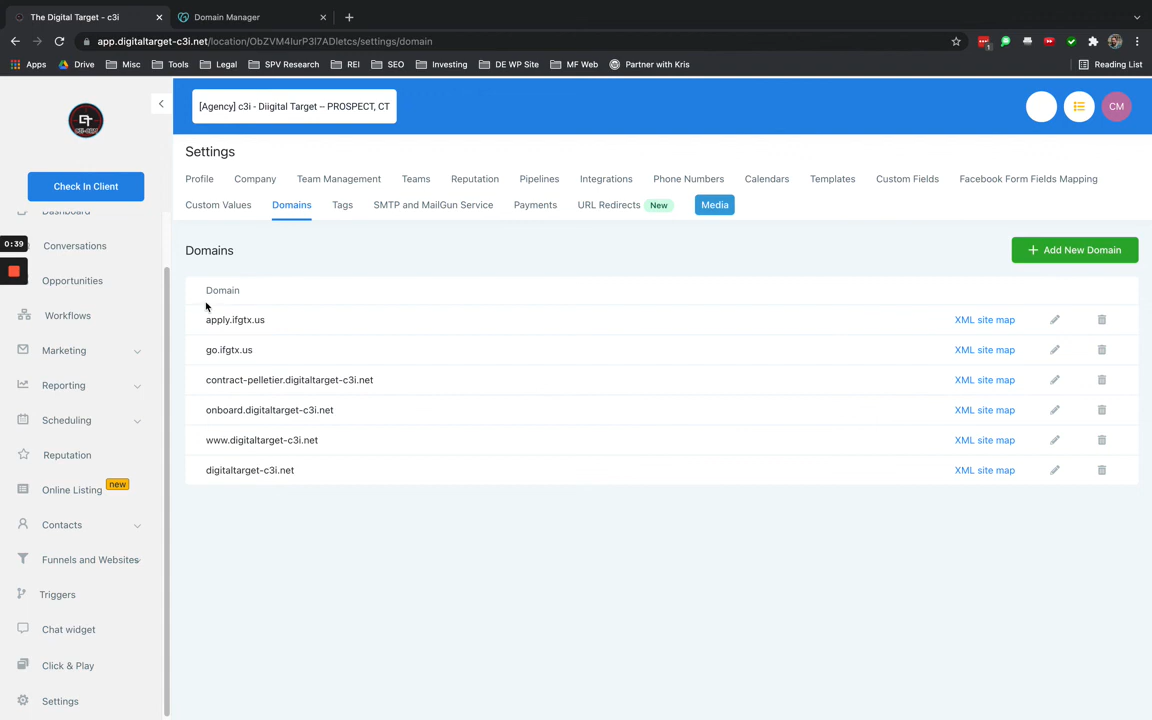 The Digital Target - c3i
Domain Manager
app.digitaltarget-c3i.net/location/ObZVM4IurP3I7ADIetcs/settings/domain
Apps
Drive
Misc
Tools
Legal
SPV Research
REI
SEO
Investing
DE WP Site
MF Web
Partner with Kris
Reading List
[Agency] c3i - Diigital Target -- PROSPECT, CT
CM
Check In Client
Settings
Profile
Company
Team Management
Teams
Reputation
Pipelines
Integrations
Phone Numbers
Calendars
Templates
Custom Fields
Facebook Form Fields Mapping
Custom Values
Domains
Tags
SMTP and MailGun Service
Payments
URL Redirects
New
Media
Dashboard
0:39
Conversations
Opportunities
Workflows
Marketing
Reporting
Scheduling
Reputation
Online Listing
new
Contacts
Funnels and Websites
Triggers
Chat widget
Click & Play
Settings
Domains
+ Add New Domain
Domain
apply.ifgtx.us
XML site map
go.ifgtx.us
XML site map
contract-pelletier.digitaltarget-c3i.net
XML site map
onboard.digitaltarget-c3i.net
XML site map
www.digitaltarget-c3i.net
XML site map
digitaltarget-c3i.net
XML site map